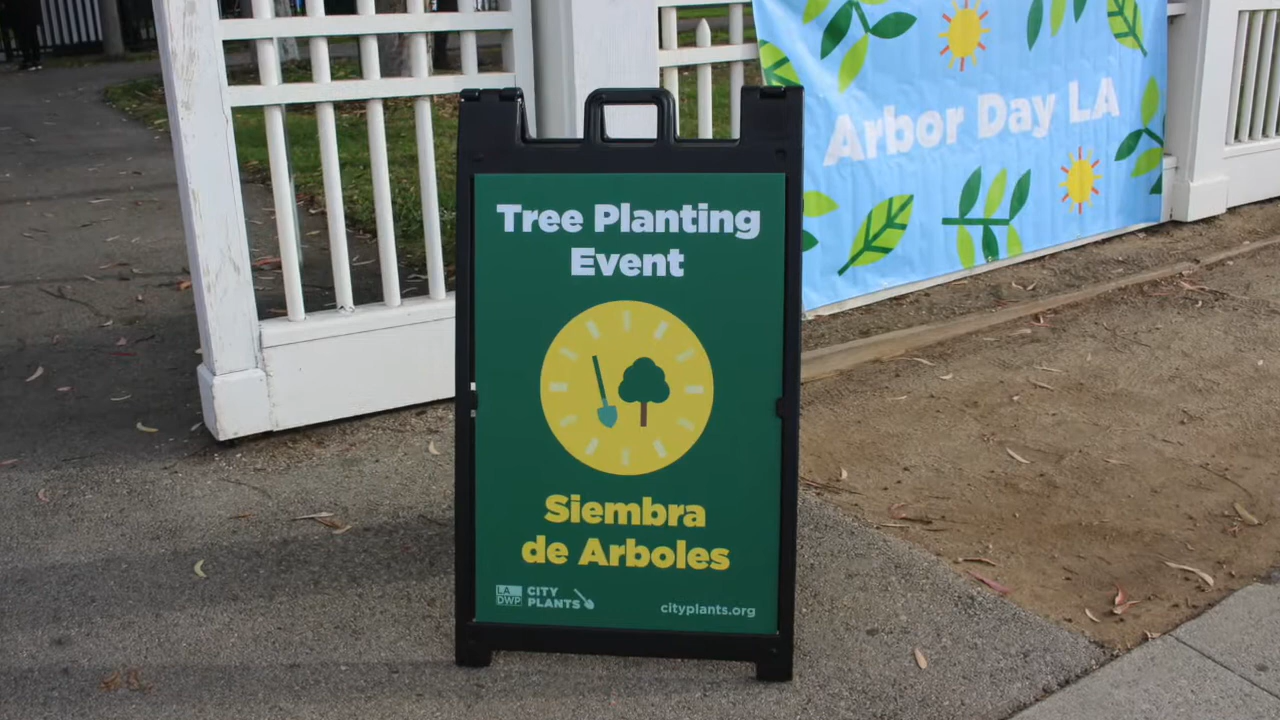 Arbor Day LA
Tree Planting
Event
Siembra
de Arboles
LA
DWP
CITY
PLANTS
cityplants.org